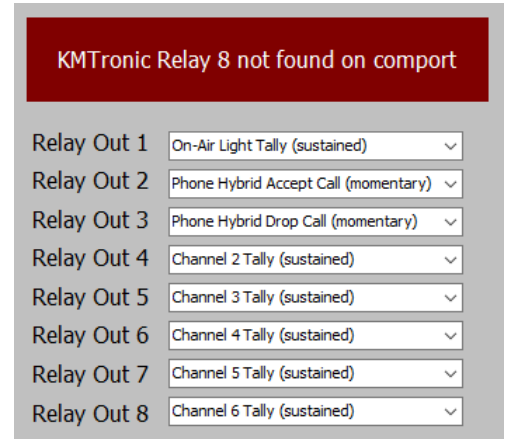 KMTronic Relay 8 not found on comport
Relay Out 1 On-Air Light Tally (sustained)
Relay Out 2 Phone Hybrid Accept Call (momentary)
Relay Out 3 Phone Hybrid Drop Call (momentary)
Relay Out 4 Channel 2 Tally (sustained)
Relay Out 5 Channel 3 Tally (sustained)
Relay Out 6 Channel 4 Tally (sustained)
Relay Out 7 Channel 5 Tally (sustained)
Relay Out 8 Channel 6 Tally (sustained)